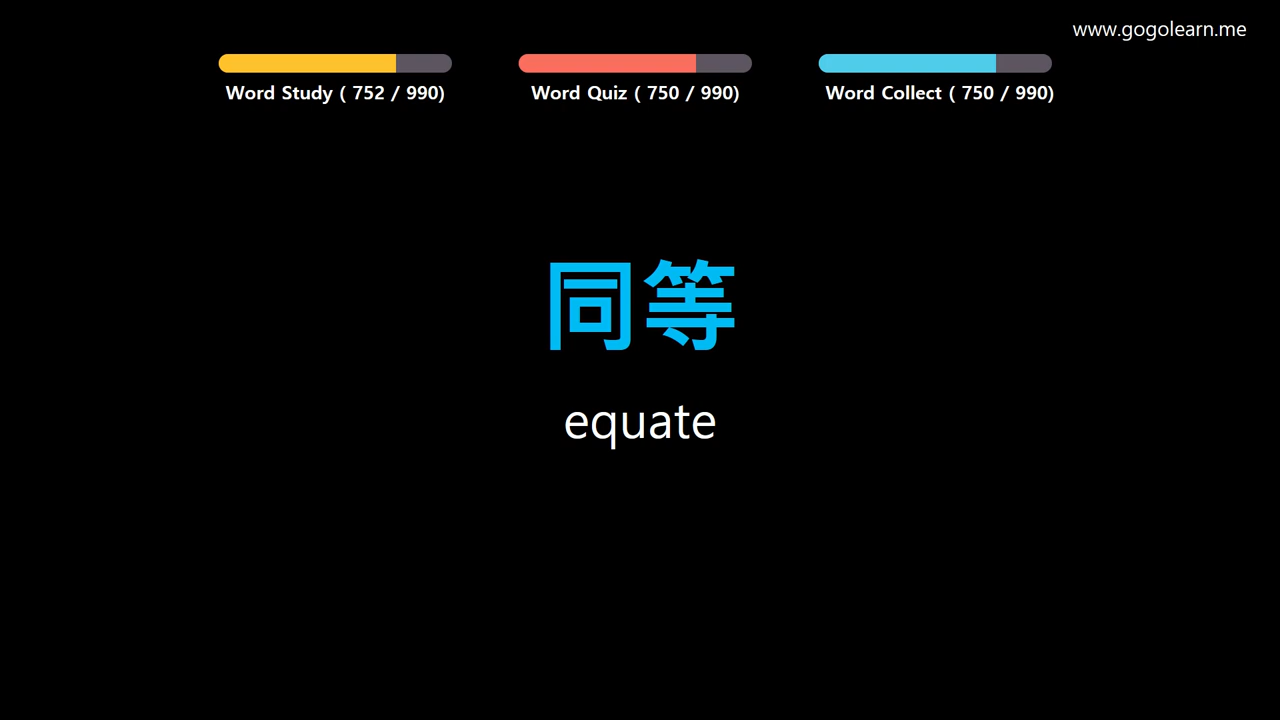 www.gogolearn.me
Word Study ( 752 / 990)
Word Quiz ( 750 / 990)
Word Collect ( 750 / 990)
同等
equate